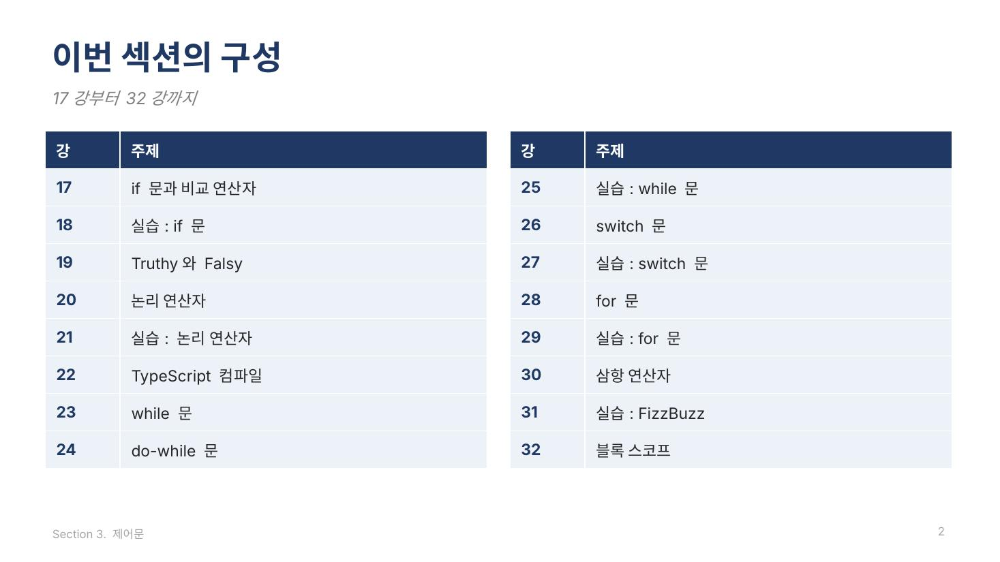 이번 섹션의 구성
17 강부터 32 강까지
강 주제
17 if 문과 비교 연산자
18 실습 : if 문
19 Truthy 와 Falsy
20 논리 연산자
21 실습 : 논리 연산자
22 TypeScript 컴파일
23 while 문
24 do-while 문
강 주제
25 실습 : while 문
26 switch 문
27 실습 : switch 문
28 for 문
29 실습 : for 문
30 삼항 연산자
31 실습 : FizzBuzz
32 블록 스코프
Section 3. 제어문
2